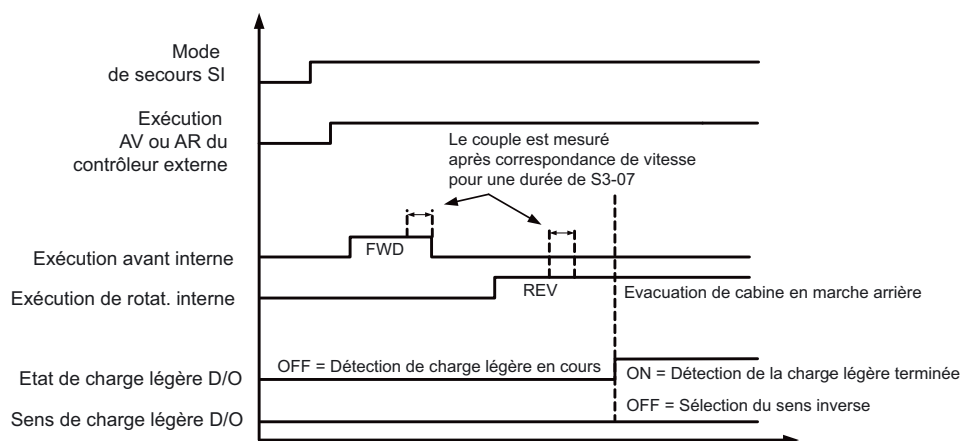 Mode
de secours SI
Exécution
AV ou AR du
contrôleur externe
Le couple est mesuré
après correspondance de vitesse
pour une durée de S3-07
Exécution avant interne
FWD
Exécution de rotat. interne
REV
Evacuation de cabine en marche arrière
Etat de charge légère D/O
OFF = Détection de charge légère en cours
ON = Détection de la charge légère terminée
Sens de charge légère D/O
OFF = Sélection du sens inverse